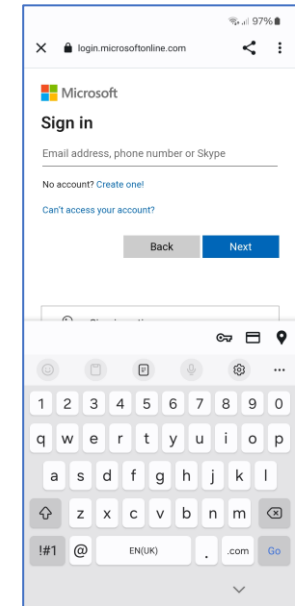 97%
login.microsoftonline.com
Microsoft
Sign in
Email address, phone number or Skype
No account? Create one!
Can't access your account?
Back Next
1 2 3 4 5 6 7 8 9 0
q w e r t y u i o p
a s d f g h j k l
z x c v b n m
!#1 @ EN(UK) . .com Go